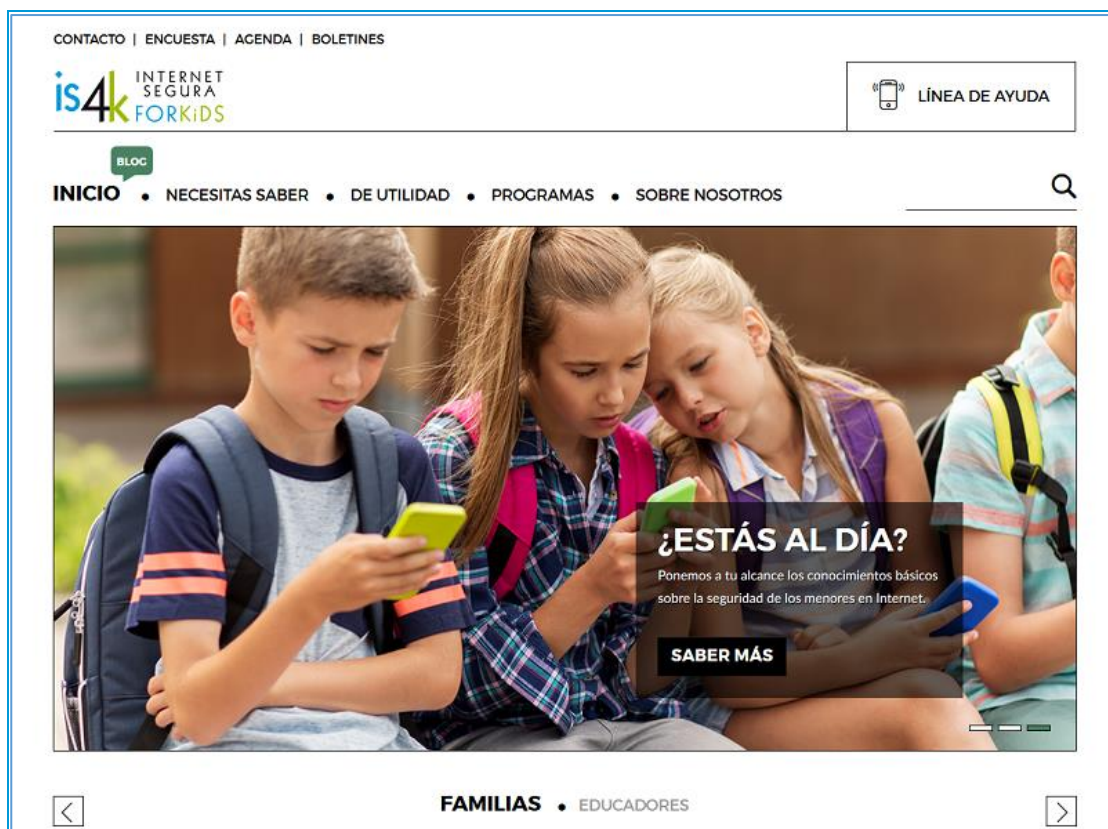 CONTACTO | ENCUESTA | AGENDA | BOLETINES
is4k INTERNET
SEGURA
FORKiDS
LÍNEA DE AYUDA
BLOG
INICIO • NECESITAS SABER • DE UTILIDAD • PROGRAMAS • SOBRE NOSOTROS
¿ESTÁS AL DÍA?
Ponemos a tu alcance los conocimientos básicos
sobre la seguridad de los menores en Internet.
SABER MÁS
FAMILIAS • EDUCADORES